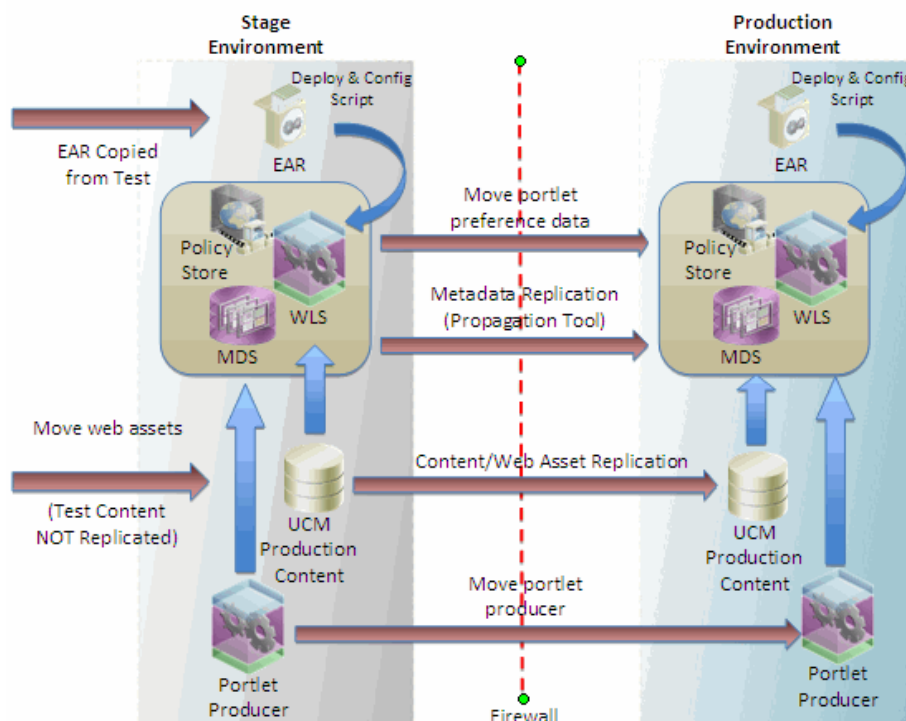 Stage
Environment
Production
Environment
Deploy & Config
Script
EAR
EAR Copied
from Test
Deploy & Config
Script
EAR
Move portlet
preference data
Policy
Store
WLS
MDS
Metadata Replication
(Propagation Tool)
Policy
Store
WLS
MDS
Move web assets
(Test Content
NOT Replicated)
Content/Web Asset Replication
UCM
Production
Content
UCM
Production
Content
Move portlet
producer
Portlet
Producer
Portlet
Producer
Firewall